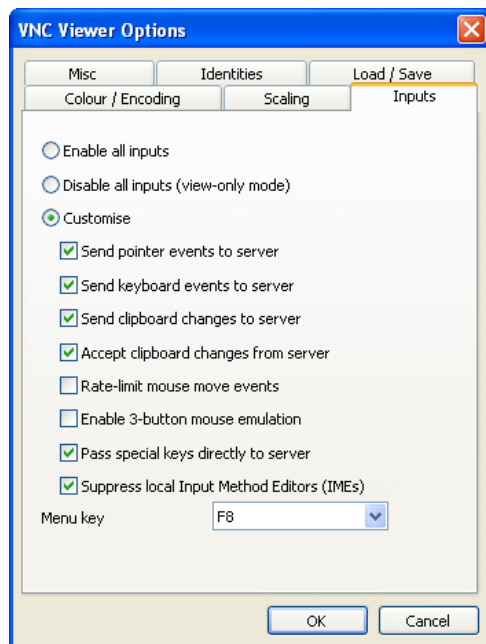 VNC Viewer Options
Misc
Identities
Load / Save
Colour / Encoding
Scaling
Inputs
Enable all inputs
Disable all inputs (view-only mode)
Customise
Send pointer events to server
Send keyboard events to server
Send clipboard changes to server
Accept clipboard changes from server
Rate-limit mouse move events
Enable 3-button mouse emulation
Pass special keys directly to server
Suppress local Input Method Editors (IMEs)
Menu key F8
OK
Cancel